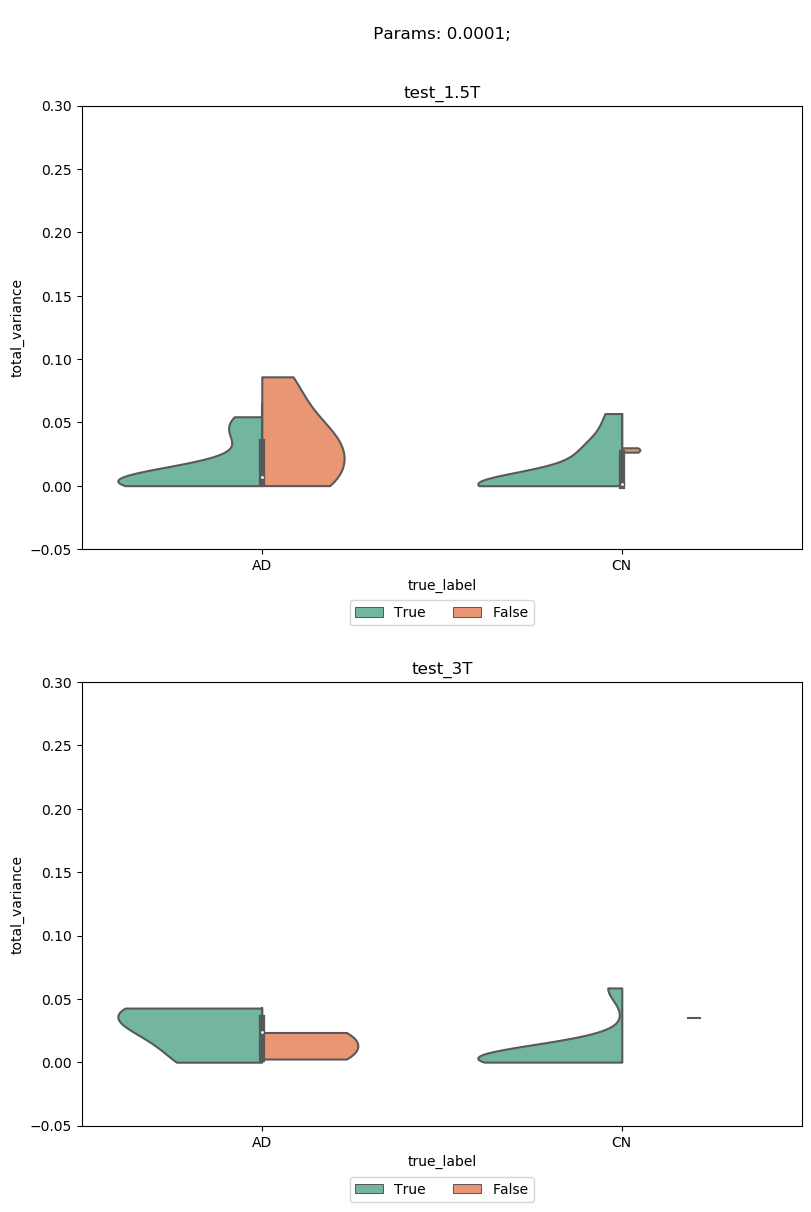 Params: 0.0001;
test_1.5T
0.30
0.25
0.20
0.15
0.10
0.05
0.00
−0.05
total_variance
AD CN
true_label
True False
test_3T
0.30
0.25
0.20
0.15
0.10
0.05
0.00
−0.05
total_variance
AD CN
true_label
True False